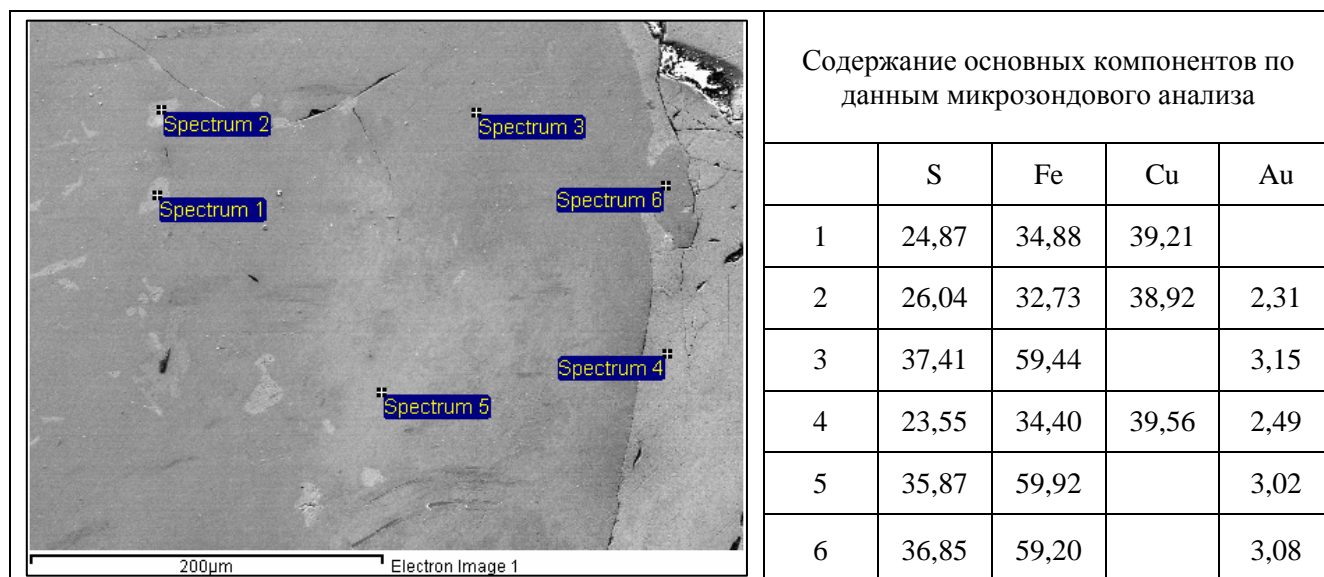 Spectrum 2
Spectrum 3
Spectrum 1
Spectrum 6
Spectrum 4
Spectrum 5
200µm Electron Image 1
Содержание основных компонентов по
данным микрозондового анализа
S Fe Cu Au
1 24,87 34,88 39,21
2 26,04 32,73 38,92 2,31
3 37,41 59,44 3,15
4 23,55 34,40 39,56 2,49
5 35,87 59,92 3,02
6 36,85 59,20 3,08